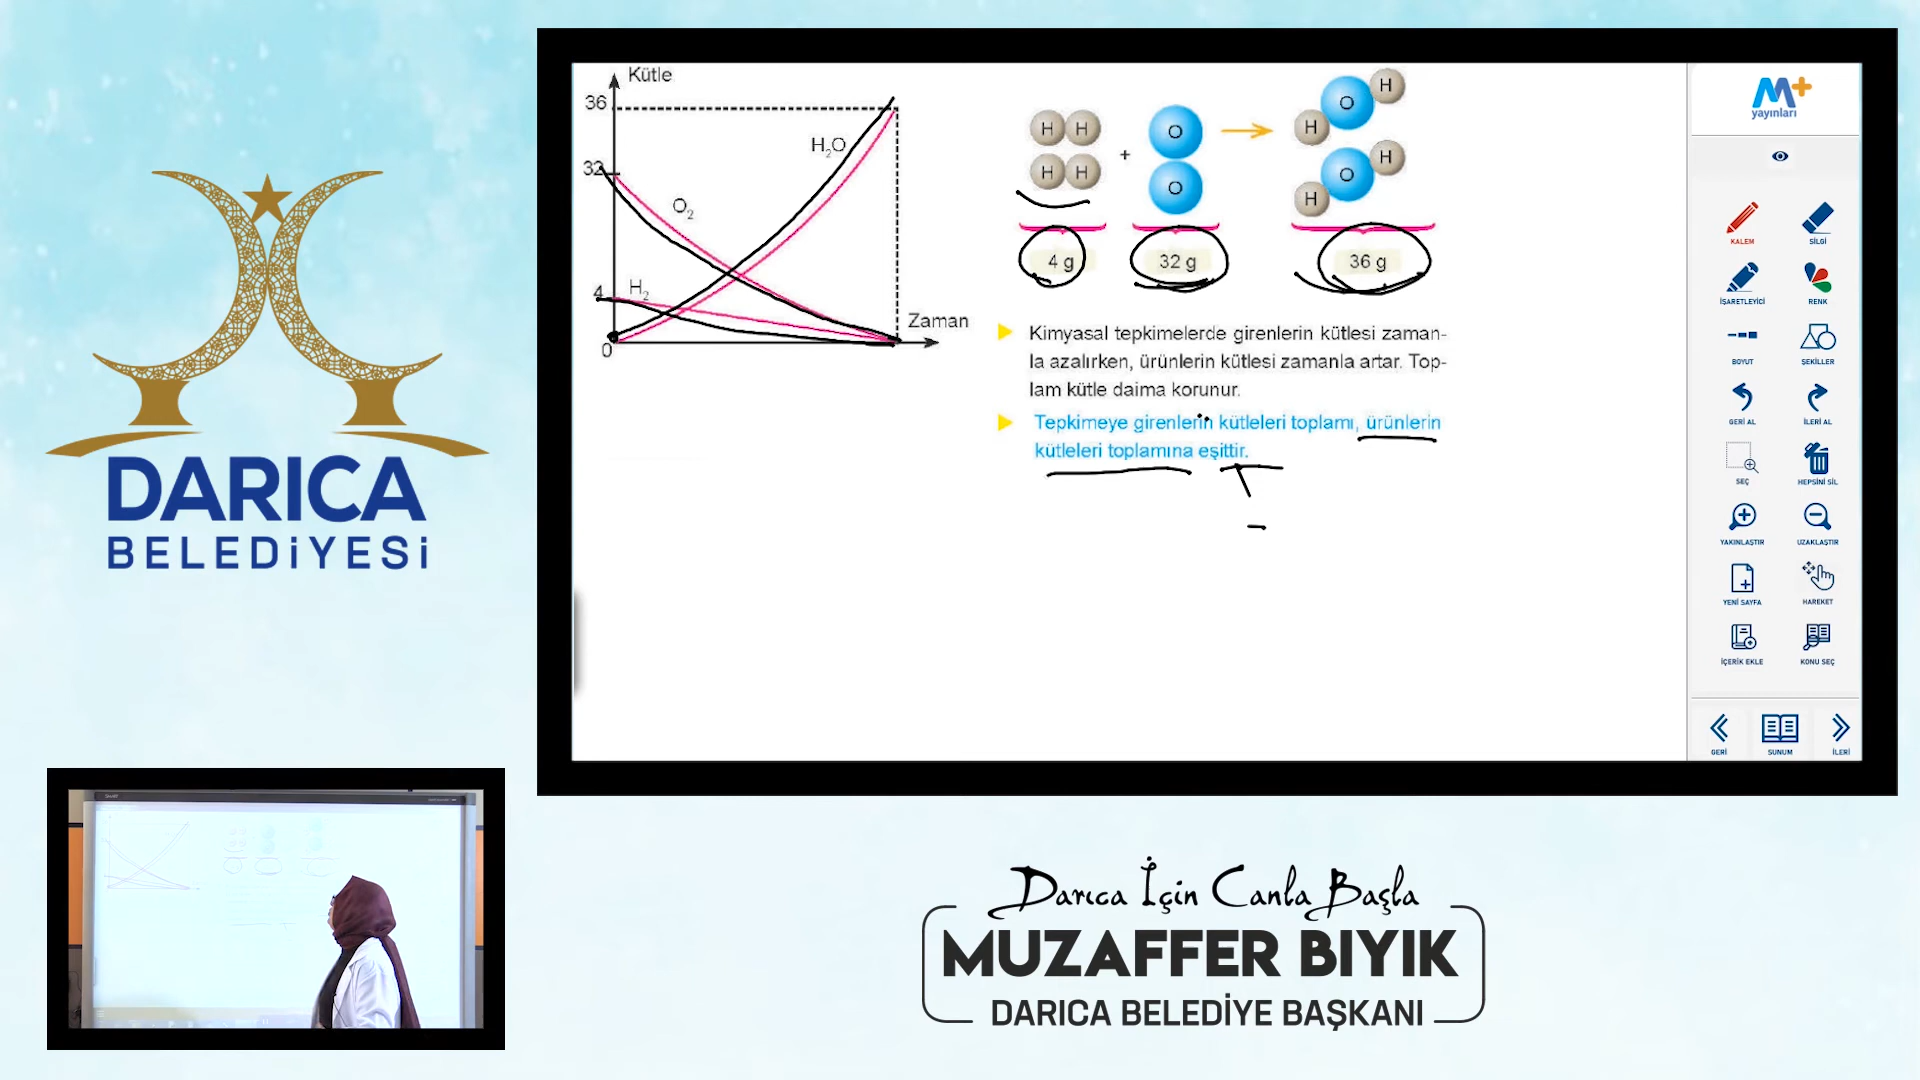 DARICA
BELEDİYESİ
Kütle
36
32
4
0
H₂O
O₂
H₂
Zaman
H H
H H
+
O
O
H
O
H
H
O
H
4 g
32 g
36 g
Kimyasal tepkimelerde girenlerin kütlesi zaman-
la azalırken, ürünlerin kütlesi zamanla artar. Top-
lam kütle daima korunur.
Tepkimeye girenlerin kütleleri toplamı, ürünlerin
kütleleri toplamına eşittir.
M+
yayınları
KALEM
SİLGİ
İŞARETLEYİCİ
RENK
BOYUT
ŞEKİLLER
GERİ AL
İLERİ AL
SEÇ
HEPSİNİ SİL
YAKINLAŞTIR
UZAKLAŞTIR
YENİ SAYFA
HAREKET
İÇERİK EKLE
KONU SEÇ
GERİ
SUNUM
İLERİ
Darıca İçin Canla Başla
MUZAFFER BIYIK
DARICA BELEDİYE BAŞKANI